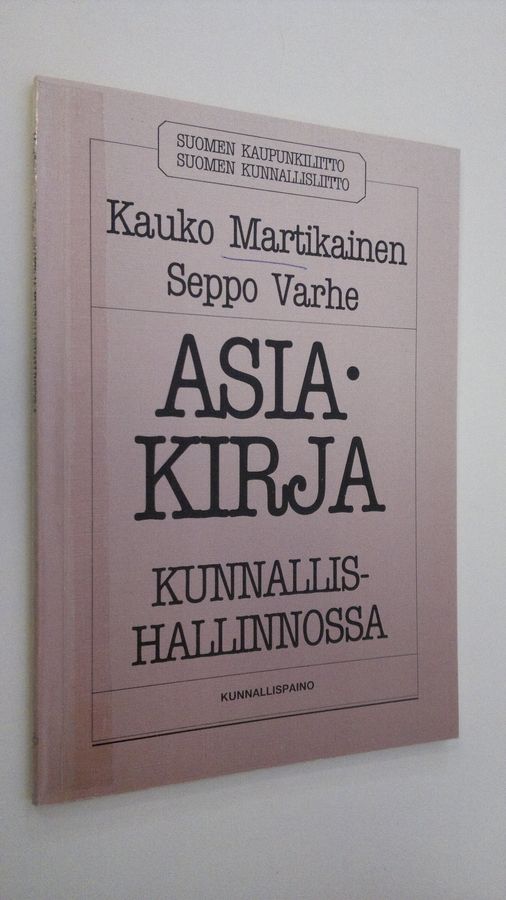 SUOMEN KAUPUNKILIITTO
SUOMEN KUNNALLISLIITTO
Kauko Martikainen
Seppo Varhe
ASIA·
KIRJA
KUNNALLIS-
HALLINNOSSA
KUNNALLISPAINO